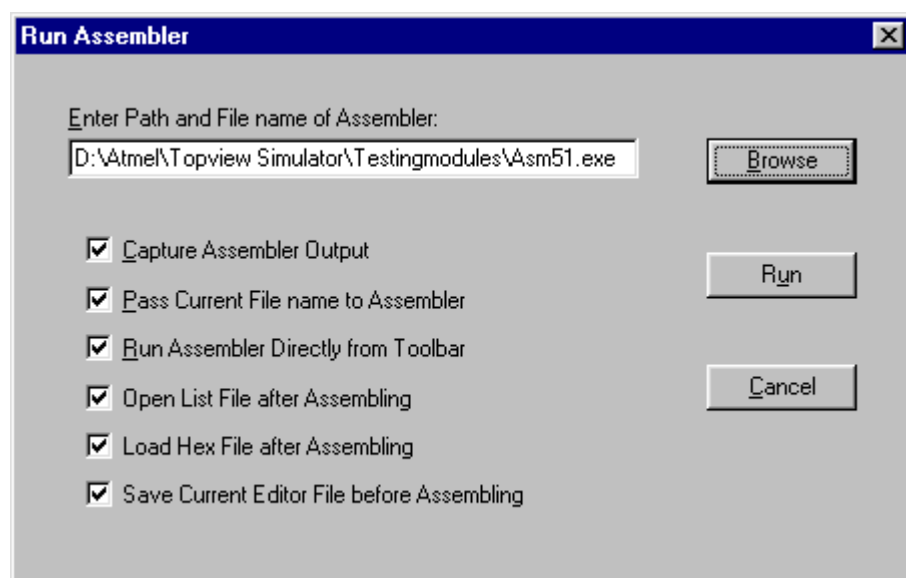 Run Assembler
Enter Path and File name of Assembler:
D:\Atmel\Topview Simulator\Testingmodules\Asm51.exe
Browse
Capture Assembler Output
Run
Pass Current File name to Assembler
Run Assembler Directly from Toolbar
Open List File after Assembling
Cancel
Load Hex File after Assembling
Save Current Editor File before Assembling